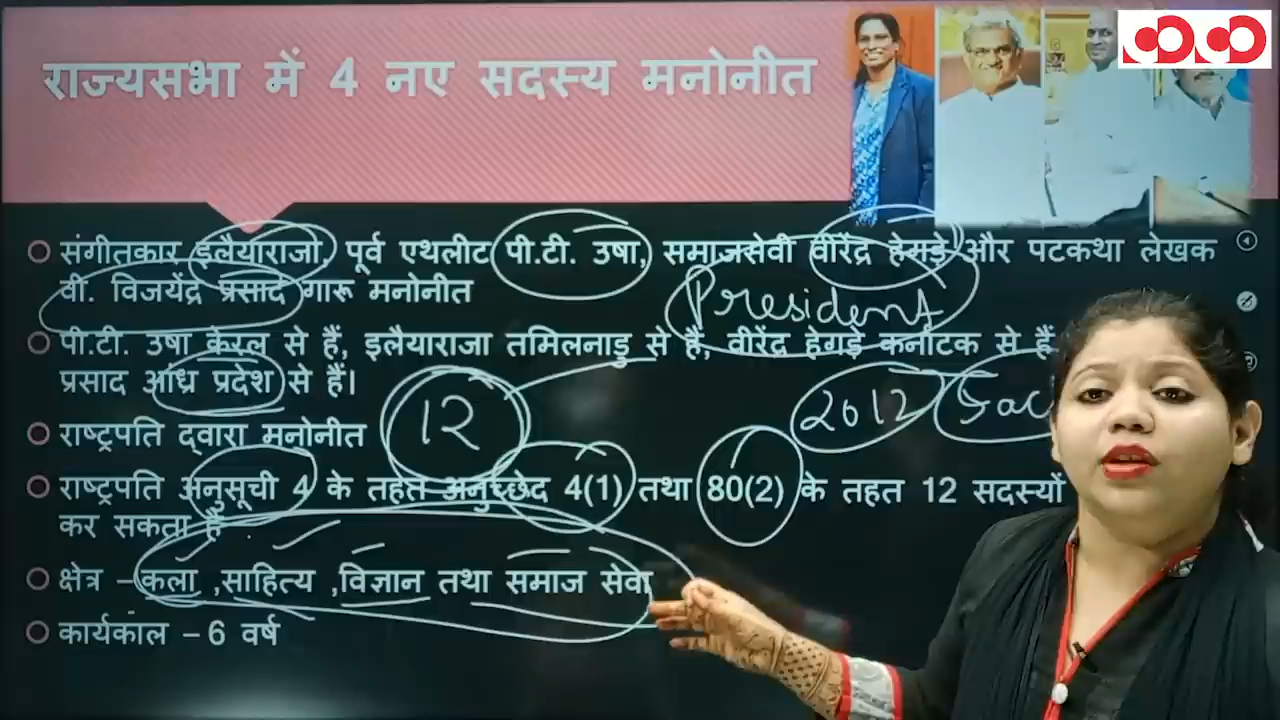 राज्यसभा में 4 नए सदस्य मनोनीत
संगीतकार इलैयाराजा, पूर्व एथलीट पी.टी. उषा, समाजसेवी वीरेंद्र हेगड़े और पटकथा लेखक
वी. विजयेंद्र प्रसाद गारू मनोनीत
President
पी.टी. उषा केरल से हैं, इलैयाराजा तमिलनाडु से हैं, वीरेंद्र हेगड़े कर्नाटक से हैं
प्रसाद आंध्र प्रदेश से हैं।
12
2012
राष्ट्रपति द्वारा मनोनीत
राष्ट्रपति अनुसूची 4 के तहत अनुच्छेद 4(1) तथा 80(2) के तहत 12 सदस्यों
कर सकता है
क्षेत्र – कला ,साहित्य ,विज्ञान तथा समाज सेवा
कार्यकाल – 6 वर्ष